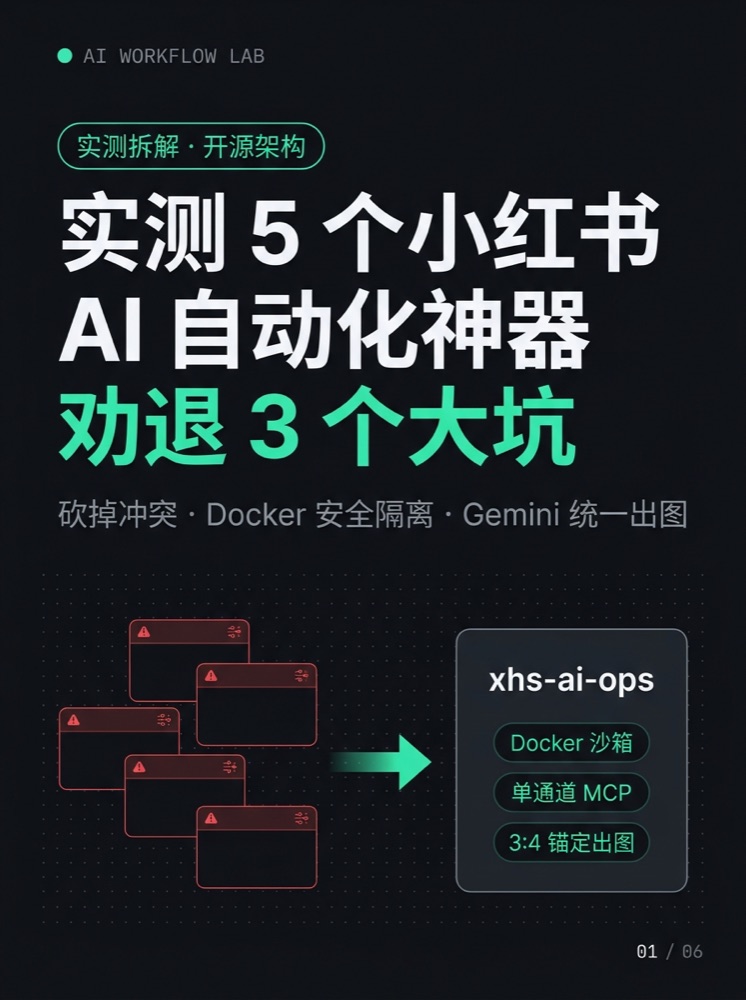 AI WORKFLOW LAB
实测拆解 · 开源架构
实测 5 个小红书
AI 自动化神器
劝退 3 个大坑
砍掉冲突 · Docker 安全隔离 · Gemini 统一出图
xhs-ai-ops
Docker 沙箱
单通道 MCP
3:4 锚定出图
01 / 06